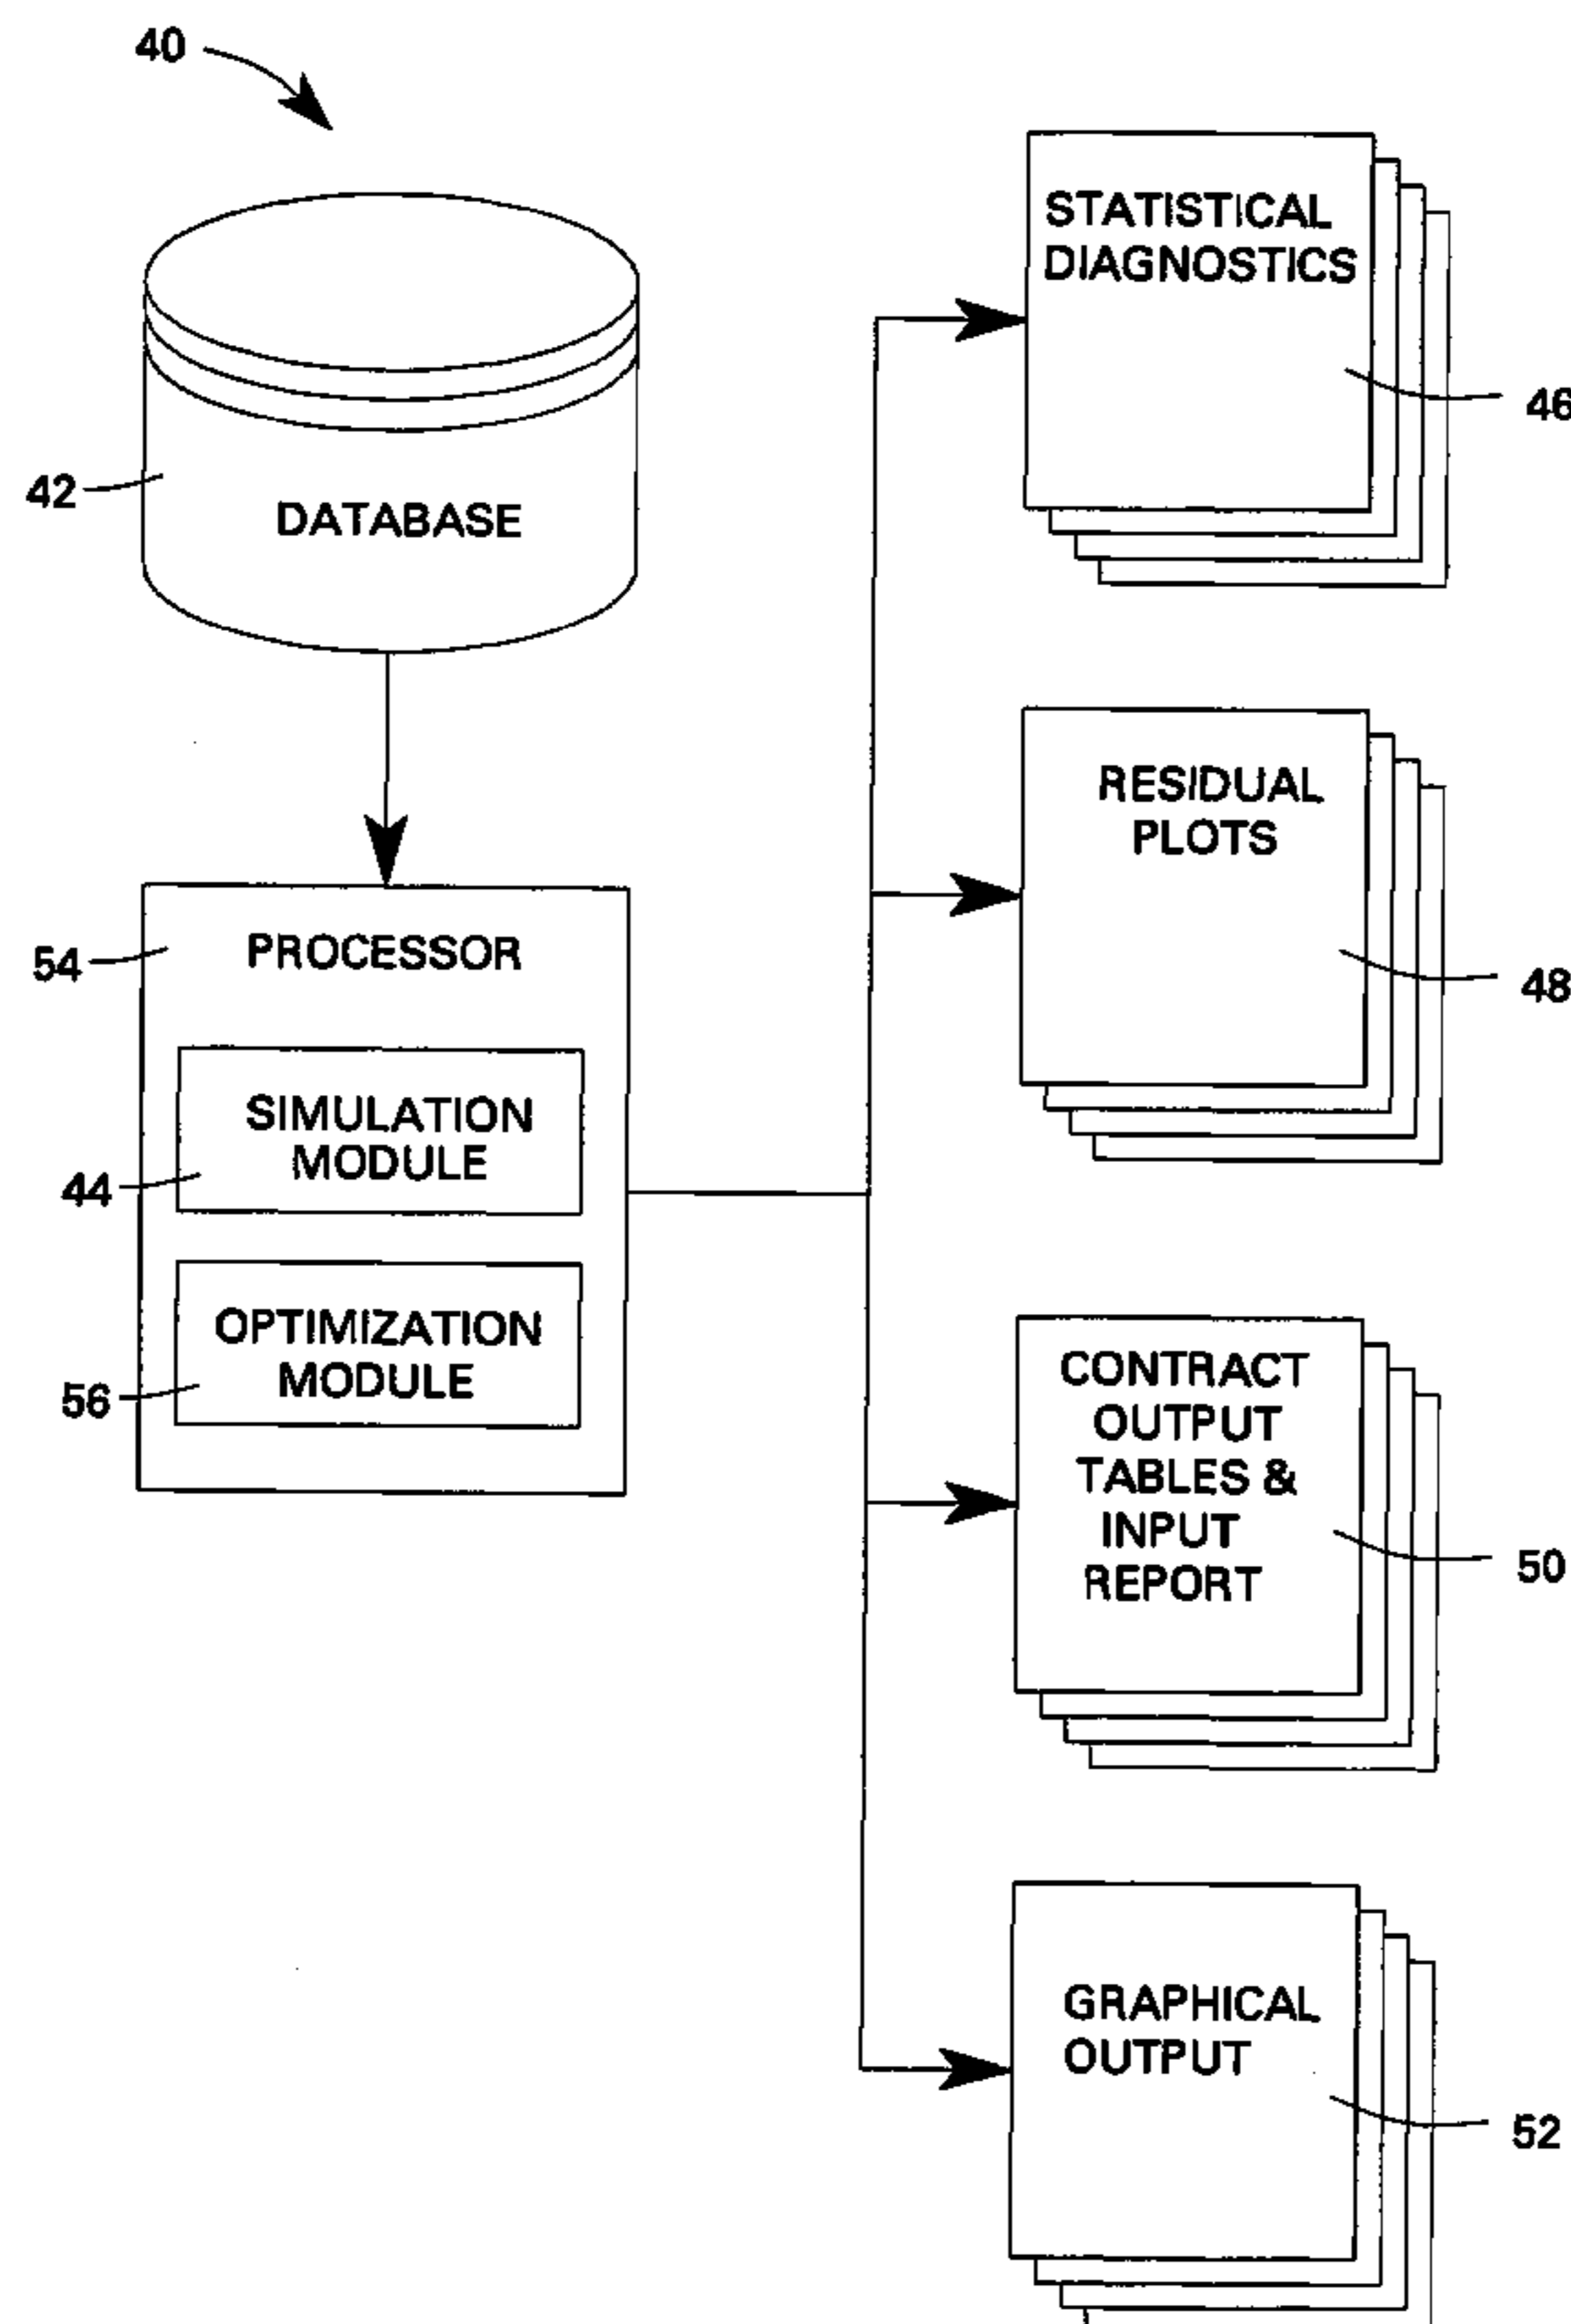 40
STATISTICAL
DIAGNOSTICS
46
42
DATABASE
RESIDUAL
PLOTS
48
54
PROCESSOR
SIMULATION
MODULE
44
OPTIMIZATION
MODULE
56
CONTRACT
OUTPUT
TABLES &
INPUT
REPORT
50
GRAPHICAL
OUTPUT
52